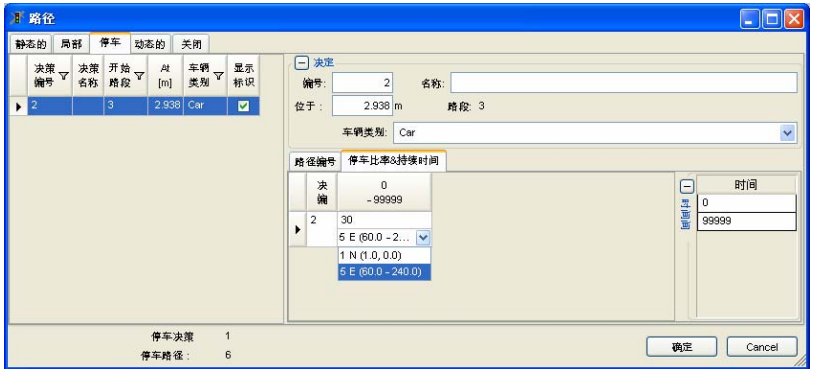 路径
静态的 局部 停车 动态的 关闭
决策编号 决策名称 开始路段 At [m] 车辆类别 显示标识
2 3 2.938 Car
决定
编号: 2 名称:
位于: 2.938 m 路段: 3
车辆类别: Car
路径编号 停车比率&持续时间
决编 0 - 99999
2 30
5 E (60.0 - 2...
1 N (1.0, 0.0)
5 E (60.0 - 240.0)
时间
0
99999
停车决策 1
停车路径: 6
确定 Cancel